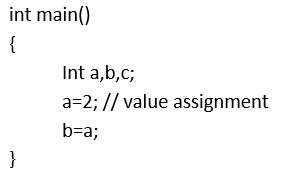 int main()
{
Int a,b,c;
a=2; // value assignment
b=a;
}